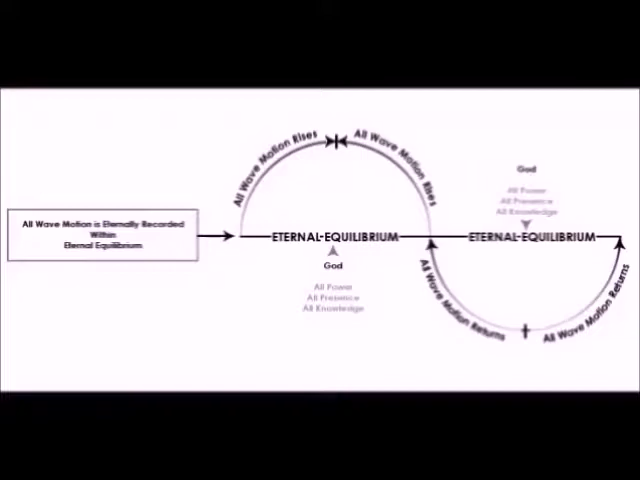 All Wave Motion Rises
All Wave Motion Rises
All Wave Motion is Eternally Recorded
Within
Eternal Equilibrium
ETERNAL-EQUILIBRIUM
God
All Power
All Presence
All Knowledge
God
All Power
All Presence
All Knowledge
ETERNAL-EQUILIBRIUM
All Wave Motion Returns
All Wave Motion Returns